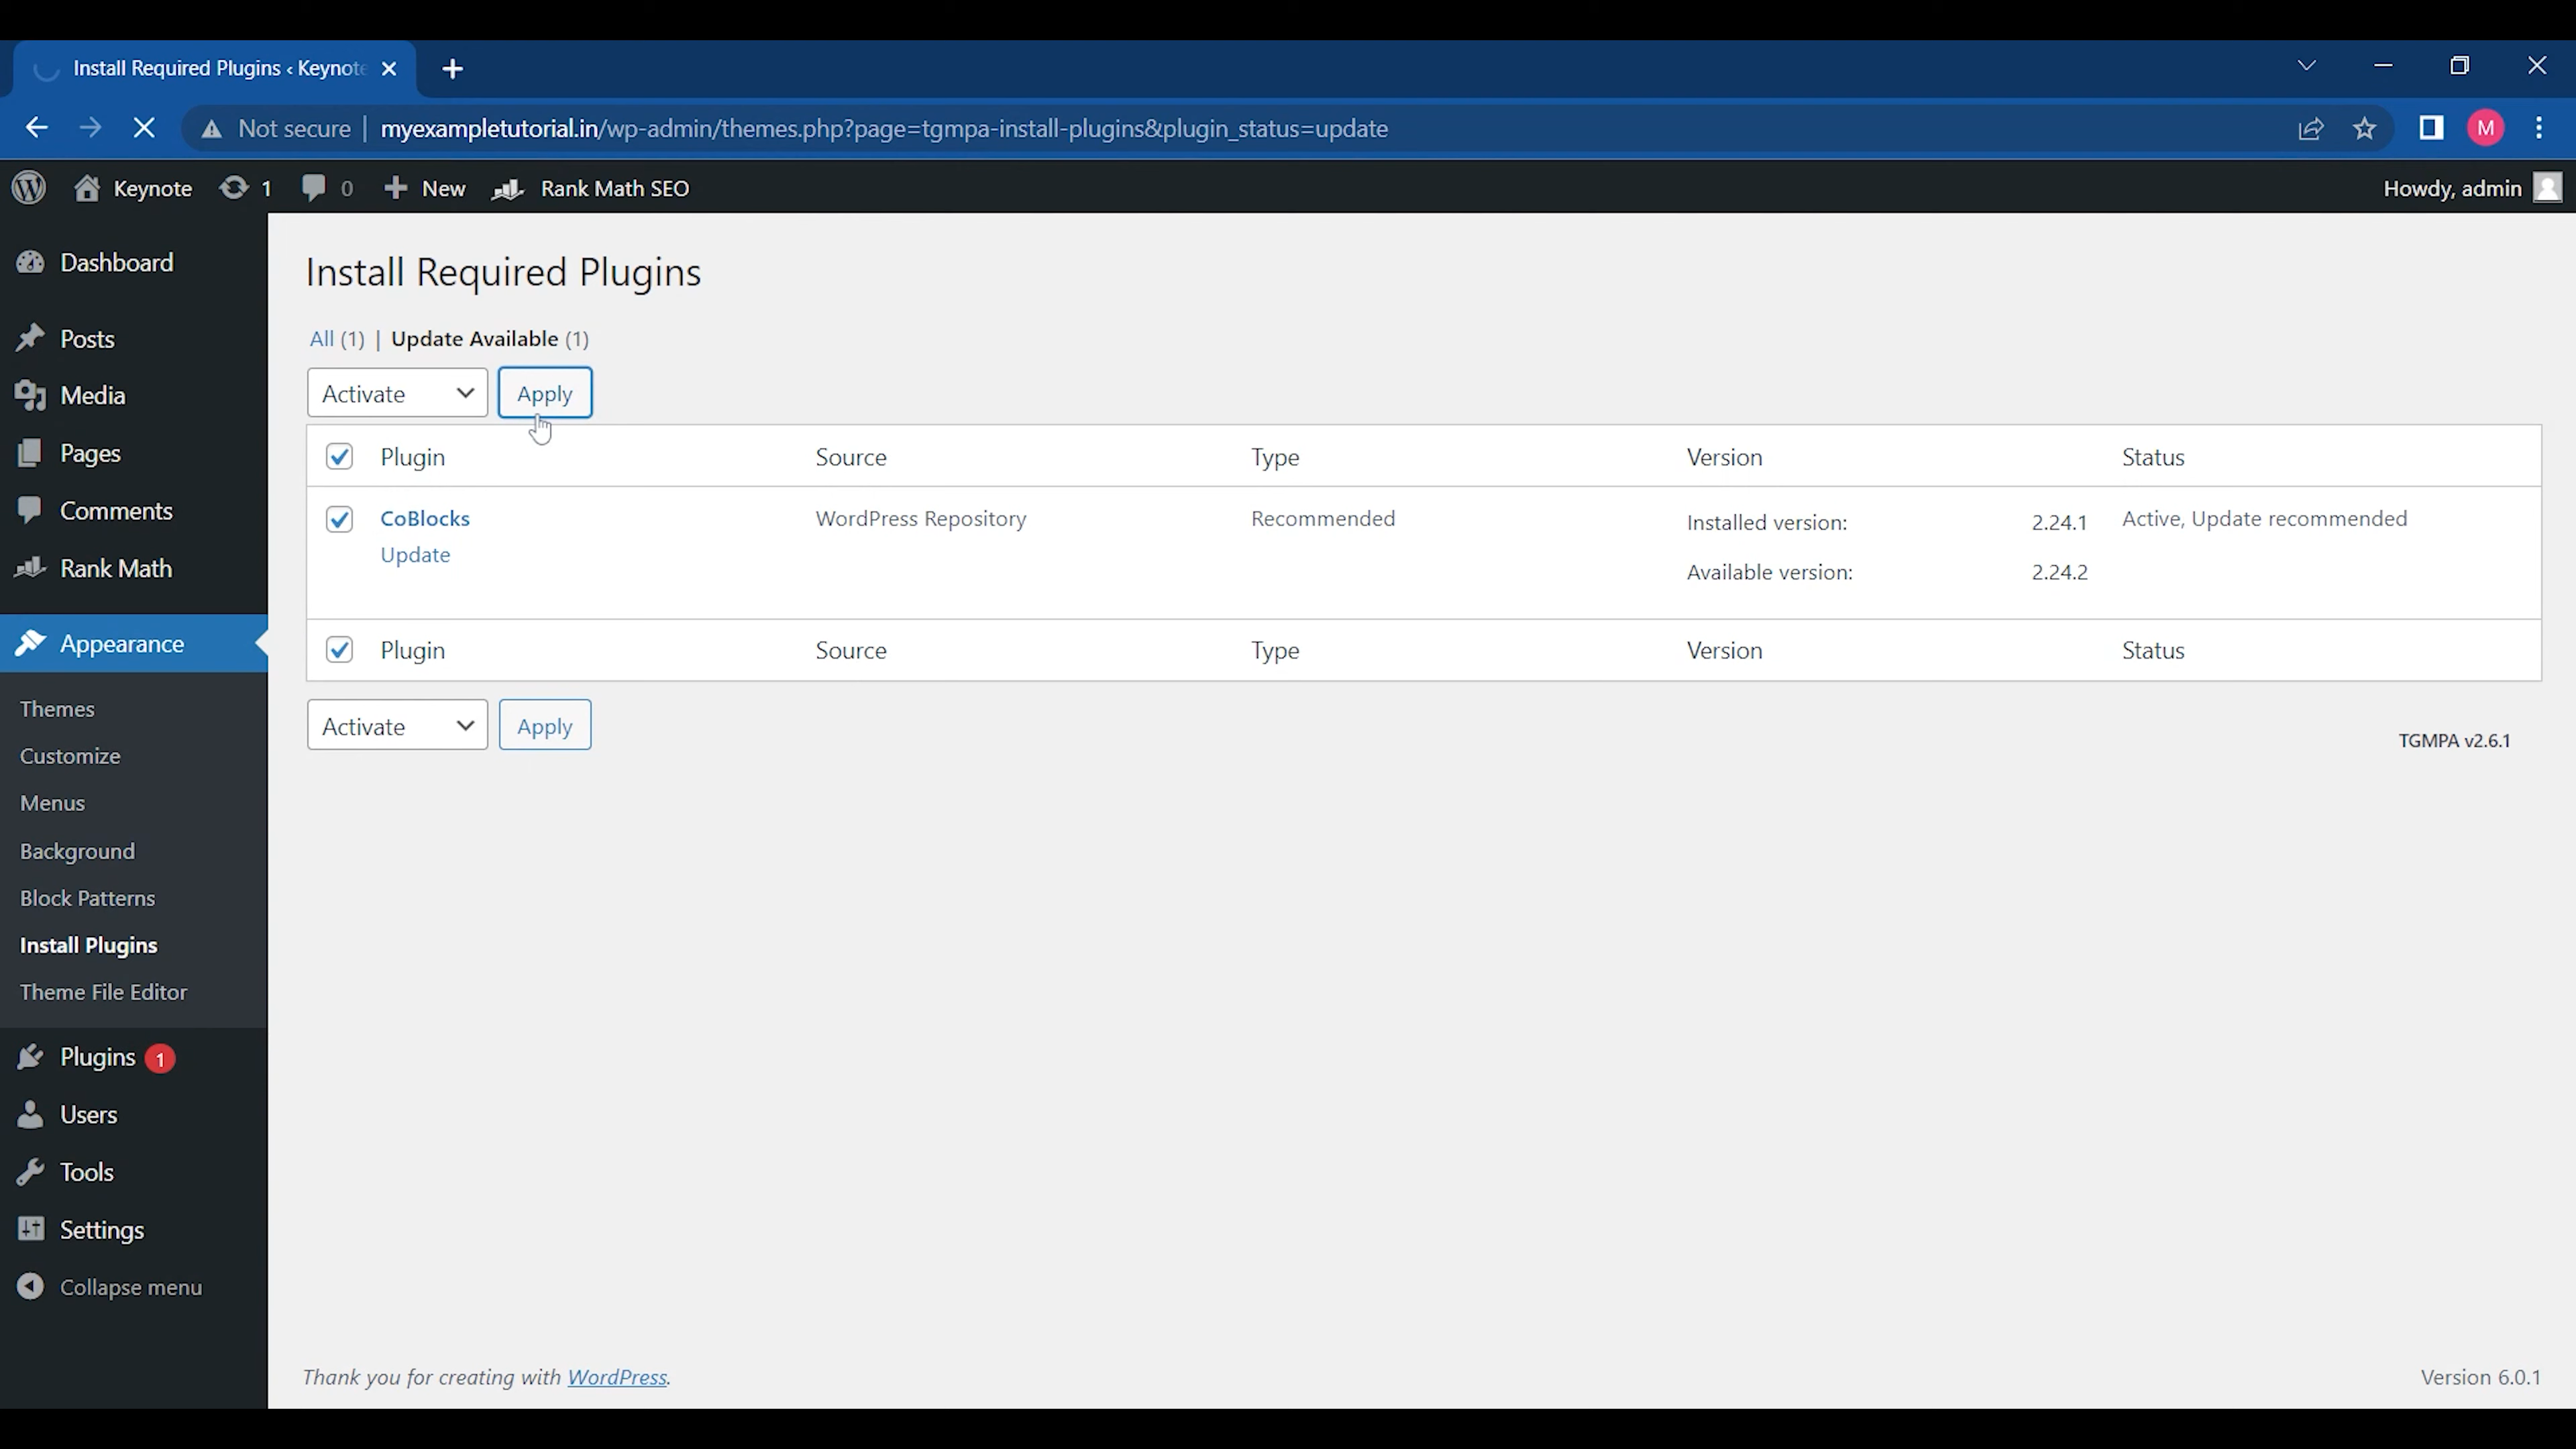 Install Required Plugins ‹ Keynote
Not secure | myexampletutorial.in/wp-admin/themes.php?page=tgmpa-install-plugins&plugin_status=update
M
Keynote 1 0 New Rank Math SEO Howdy, admin
Dashboard
Posts
Media
Pages
Comments
Rank Math
Appearance
Themes
Customize
Menus
Background
Block Patterns
Install Plugins
Theme File Editor
Plugins 1
Users
Tools
Settings
Collapse menu
Install Required Plugins
All (1) | Update Available (1)
Activate Apply
Plugin Source Type Version Status
CoBlocks WordPress Repository Recommended Installed version: 2.24.1 Active, Update recommended
Update Available version: 2.24.2
Plugin Source Type Version Status
Activate Apply
TGMPA v2.6.1
Thank you for creating with WordPress. Version 6.0.1